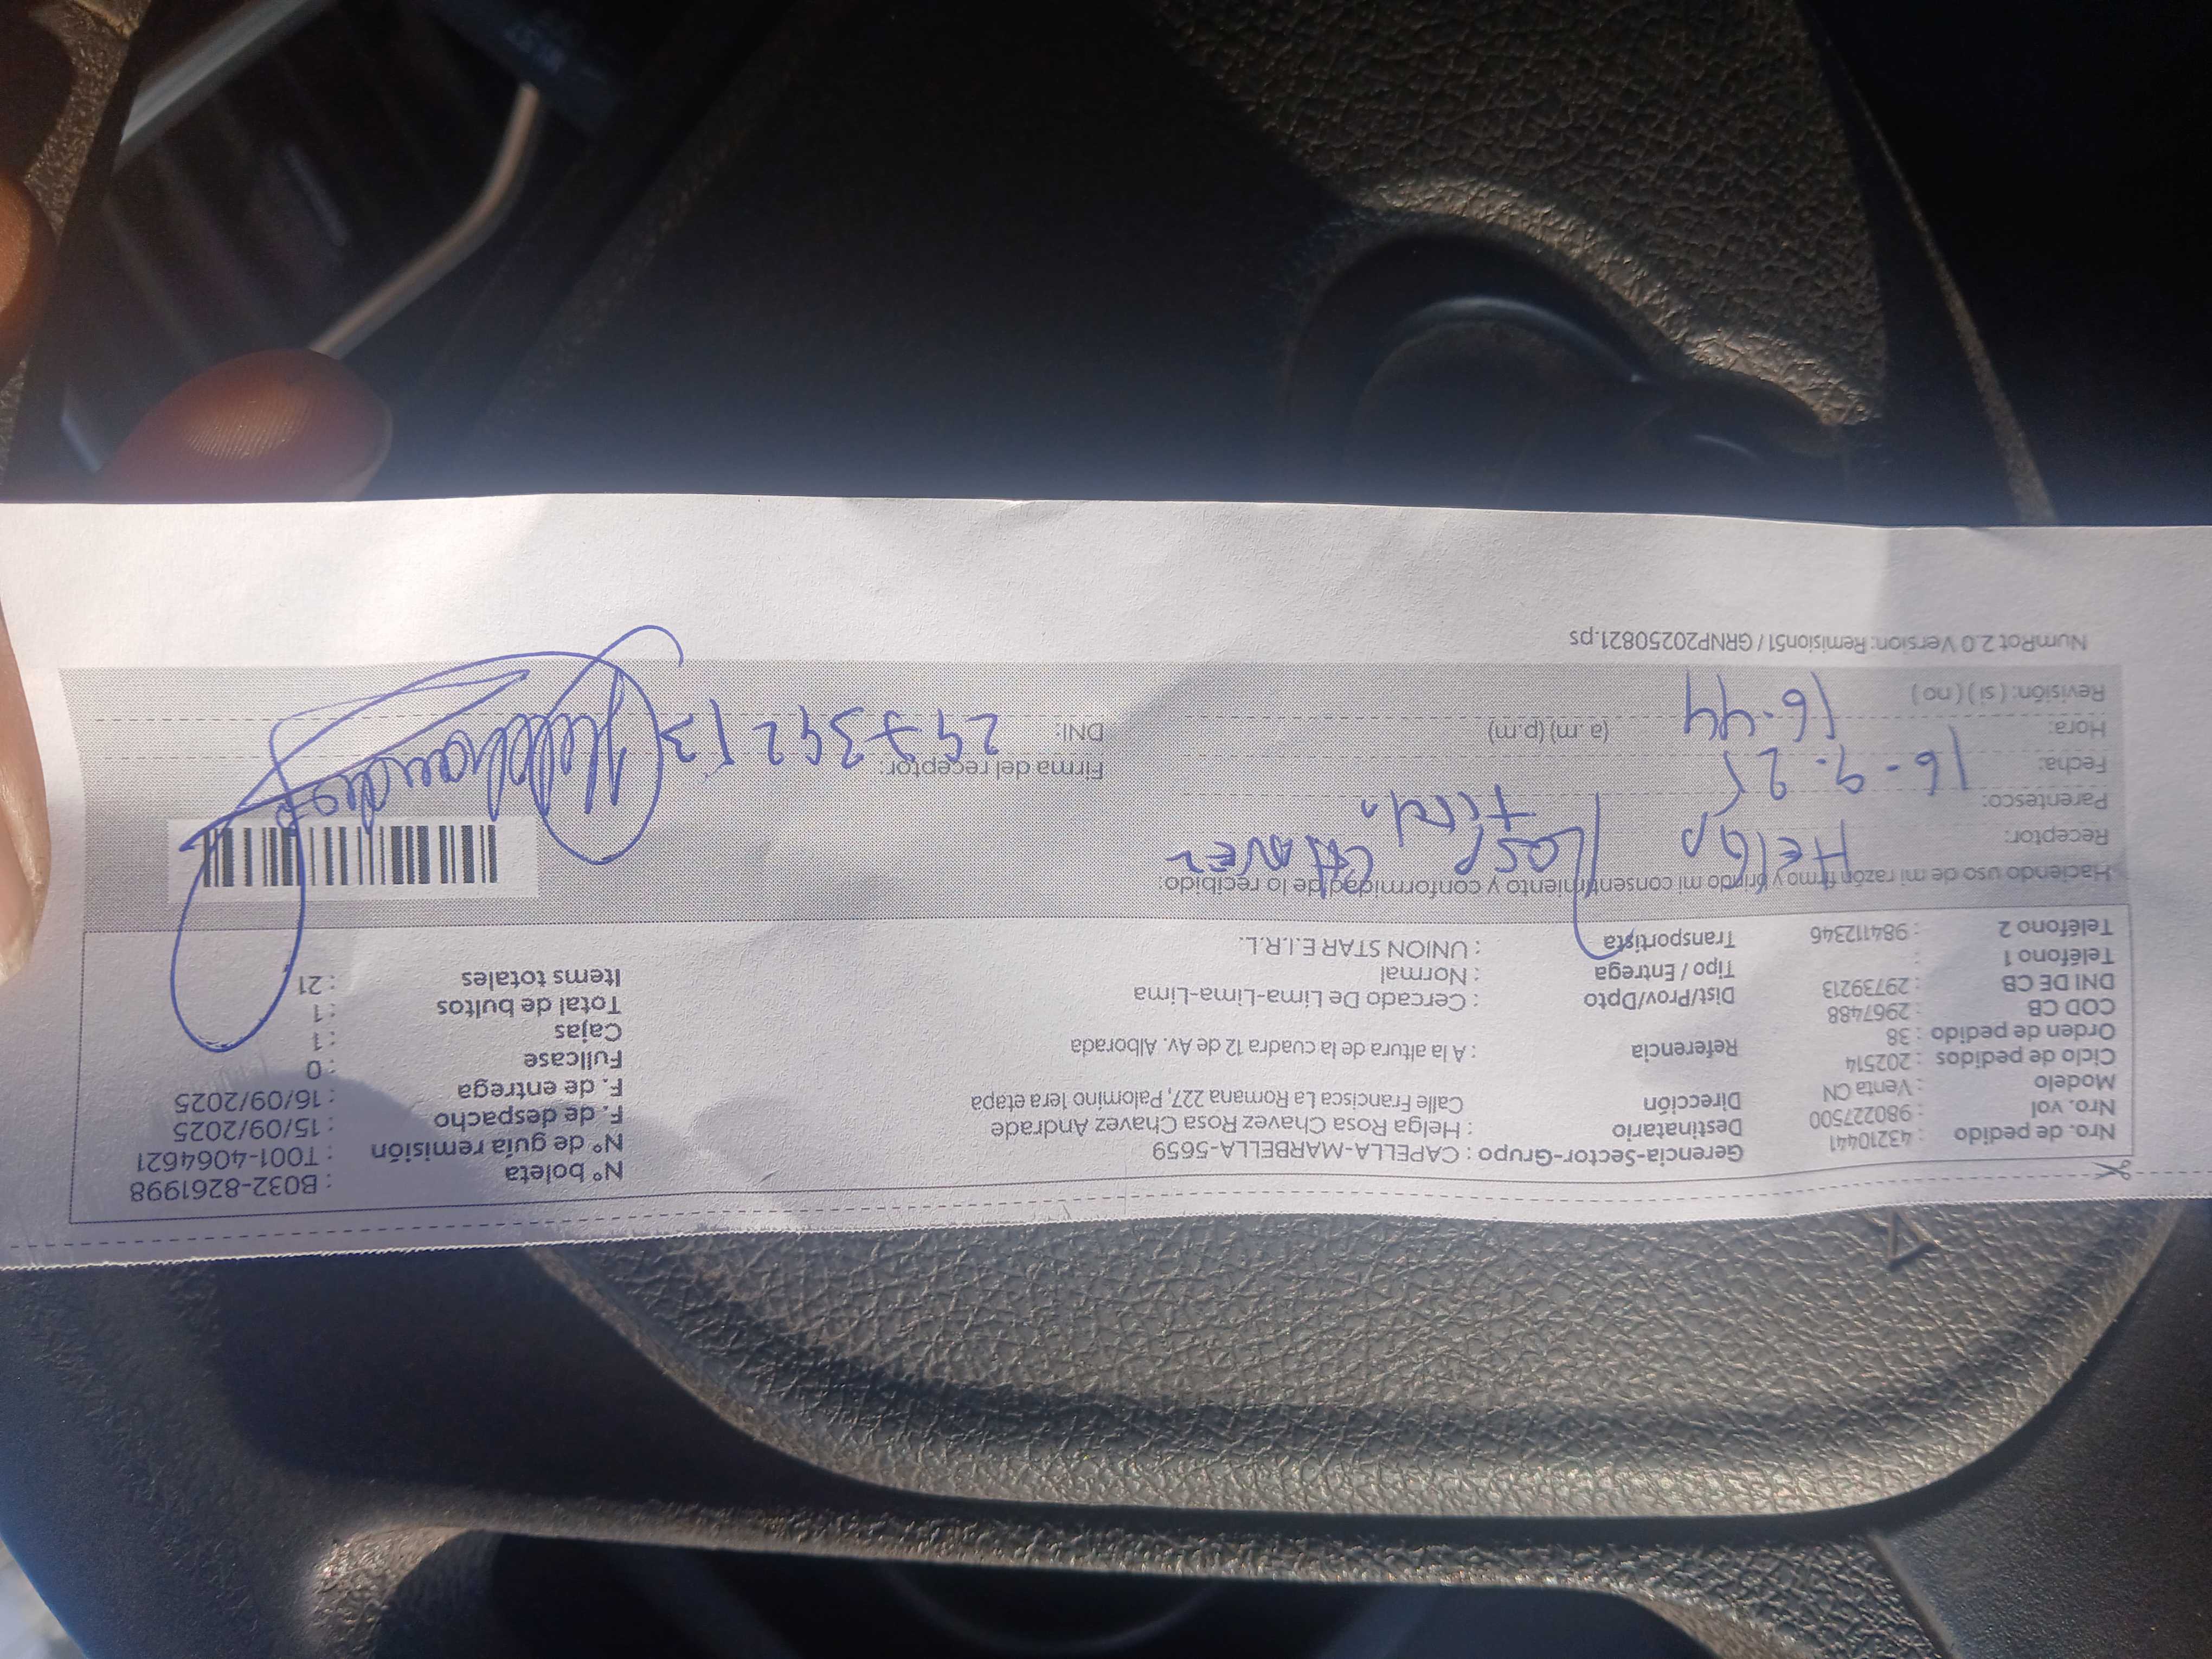 Nro. de pedido : 43210441
Nro. vol : 980227500
Modelo : Venta CN
Ciclo de pedidos : 202514
Orden de pedido : 38
COD CB : 2967488
DNI DE CB : 29739213
Teléfono 1 :
Teléfono 2 : 984112346
Gerencia-Sector-Grupo : CAPELLA-MARBELLA-5659
Destinatario : Helga Rosa Chavez Rosa Chavez Andrade
Dirección Calle Francisca La Romana 227, Palomino 1era etapa
Referencia : A la altura de la cuadra 12 de Av. Alborada
Dist/Prov/Dpto : Cercado De Lima-Lima-Lima
Tipo / Entrega : Normal
Transportista : UNION STAR E.I.R.L.
N° boleta : B032-8261998
N° de guía remisión : T001-4064621
F. de despacho : 15/09/2025
F. de entrega : 16/09/2025
Fullcase : 0
Cajas : 1
Total de bultos : 1
Items totales : 21
Haciendo uso de mi razón firmo y brindo mi consentimiento y conformidad de lo recibido:
Receptor: HELGA ROSA CHAVEZ
Parentesco:
Fecha: 16-9-25
Hora: 16.44 (a.m) (p.m)
Revisión: ( si ) ( no )
Firma del receptor:
DNI: 29739213
NumRot 2.0 Version: Remision51 / GRNP20250821.ps